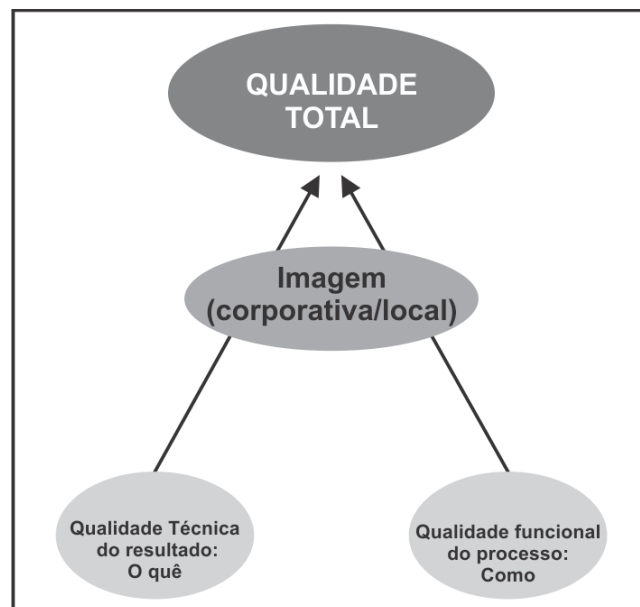 QUALIDADE
TOTAL
Imagem
(corporativa/local)
Qualidade Técnica
do resultado:
O quê
Qualidade funcional
do processo:
Como